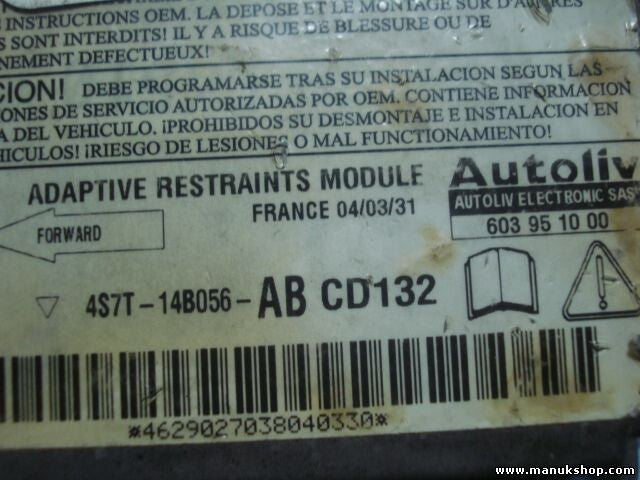 INSTRUCTIONS OEM. LA DEPOSE ET LE MONTAGE SUR D'AUTRES
SONT INTERDITS! IL Y A RISQUE DE BLESSURE OU DE
NEMENT DEFECTUEUX!
CION! DEBE PROGRAMARSE TRAS SU INSTALACION SEGUN LAS
ONES DE SERVICIO AUTORIZADAS POR OEM. CONTIENE INFORMACION
A DEL VEHICULO. ¡PROHIBIDOS SU DESMONTAJE E INSTALACION EN
HICULOS! ¡RIESGO DE LESIONES O MAL FUNCTIONAMIENTO!
ADAPTIVE RESTRAINTS MODULE
FRANCE 04/03/31
Autoliv
AUTOLIV ELECTRONIC SAS
603 95 10 00
FORWARD
4S7T-14B056-AB CD132
*4629027038040330*
www.manukshop.com